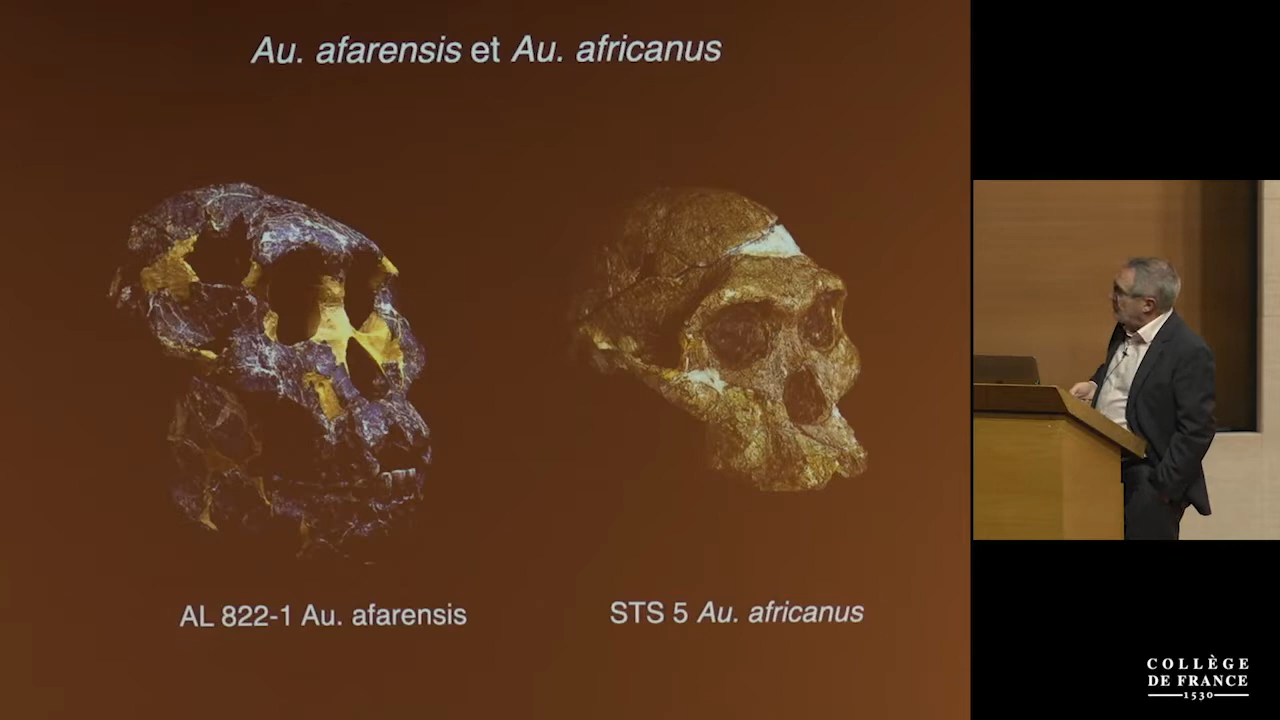 Au. afarensis et Au. africanus
AL 822-1 Au. afarensis
STS 5 Au. africanus
COLLÈGE
DE FRANCE
1530